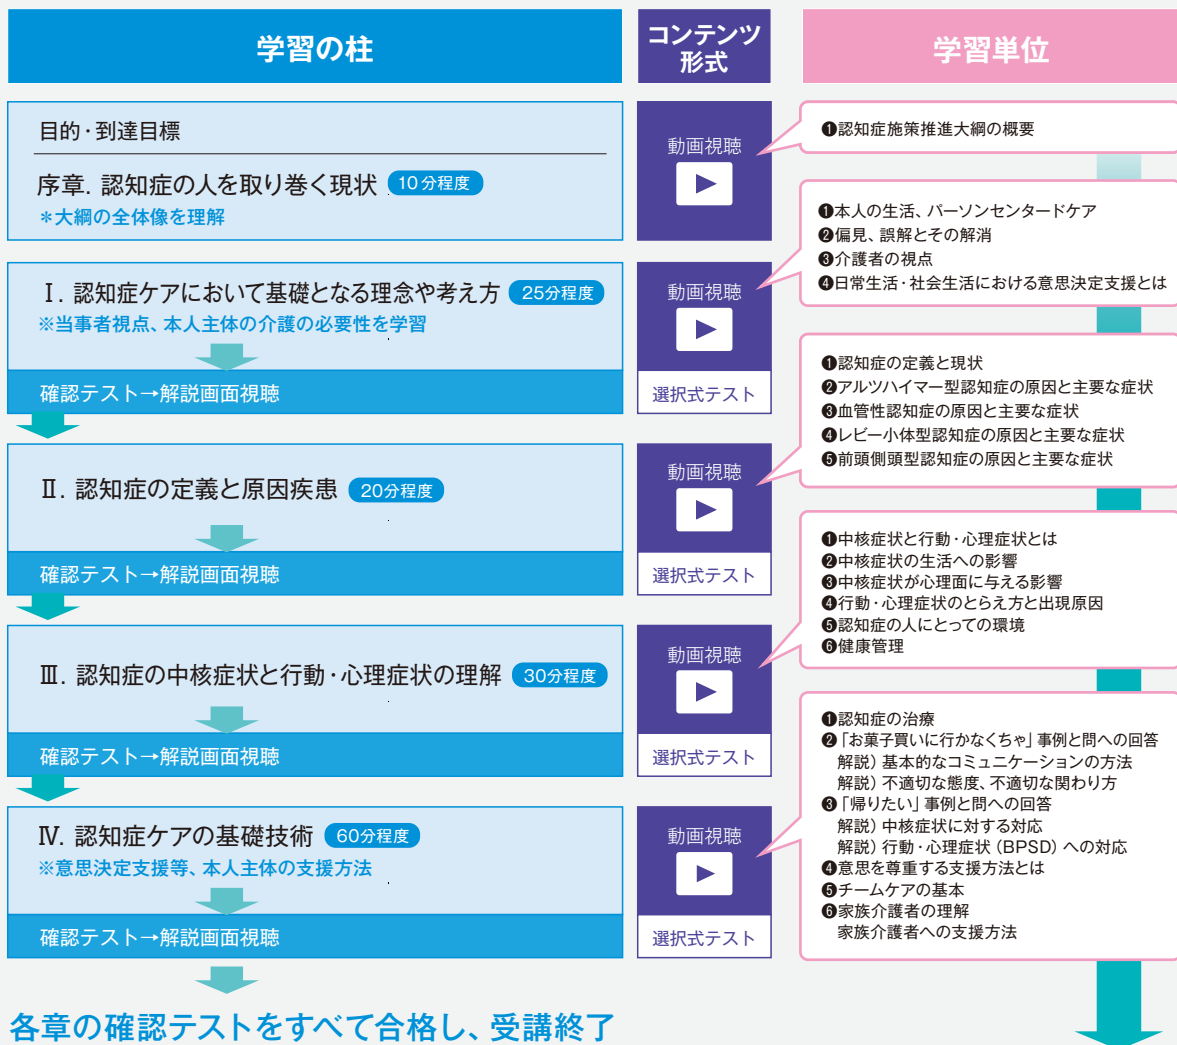 学習の柱
コンテンツ
形式
学習単位
目的・到達目標
序章. 認知症の人を取り巻く現状 10分程度
*大綱の全体像を理解
動画視聴
❶認知症施策推進大綱の概要
Ⅰ. 認知症ケアにおいて基礎となる理念や考え方 25分程度
※当事者視点、本人主体の介護の必要性を学習
確認テスト→解説画面視聴
動画視聴
選択式テスト
❶本人の生活、パーソンセンタードケア
❷偏見、誤解とその解消
❸介護者の視点
❹日常生活・社会生活における意思決定支援とは
Ⅱ. 認知症の定義と原因疾患 20分程度
確認テスト→解説画面視聴
動画視聴
選択式テスト
❶認知症の定義と現状
❷アルツハイマー型認知症の原因と主要な症状
❸血管性認知症の原因と主要な症状
❹レビー小体型認知症の原因と主要な症状
❺前頭側頭型認知症の原因と主要な症状
Ⅲ. 認知症の中核症状と行動・心理症状の理解 30分程度
確認テスト→解説画面視聴
動画視聴
選択式テスト
❶中核症状と行動・心理症状とは
❷中核症状の生活への影響
❸中核症状が心理面に与える影響
❹行動・心理症状のとらえ方と出現原因
❺認知症の人にとっての環境
❻健康管理
Ⅳ. 認知症ケアの基礎技術 60分程度
※意思決定支援等、本人主体の支援方法
確認テスト→解説画面視聴
動画視聴
選択式テスト
❶認知症の治療
❷「お菓子買いに行かなくちゃ」事例と問への回答
解説) 基本的なコミュニケーションの方法
解説) 不適切な態度、不適切な関わり方
❸「帰りたい」事例と問への回答
解説) 中核症状に対する対応
解説) 行動・心理症状 (BPSD) への対応
❹意思を尊重する支援方法とは
❺チームケアの基本
❻家族介護者の理解
家族介護者への支援方法
各章の確認テストをすべて合格し、受講終了